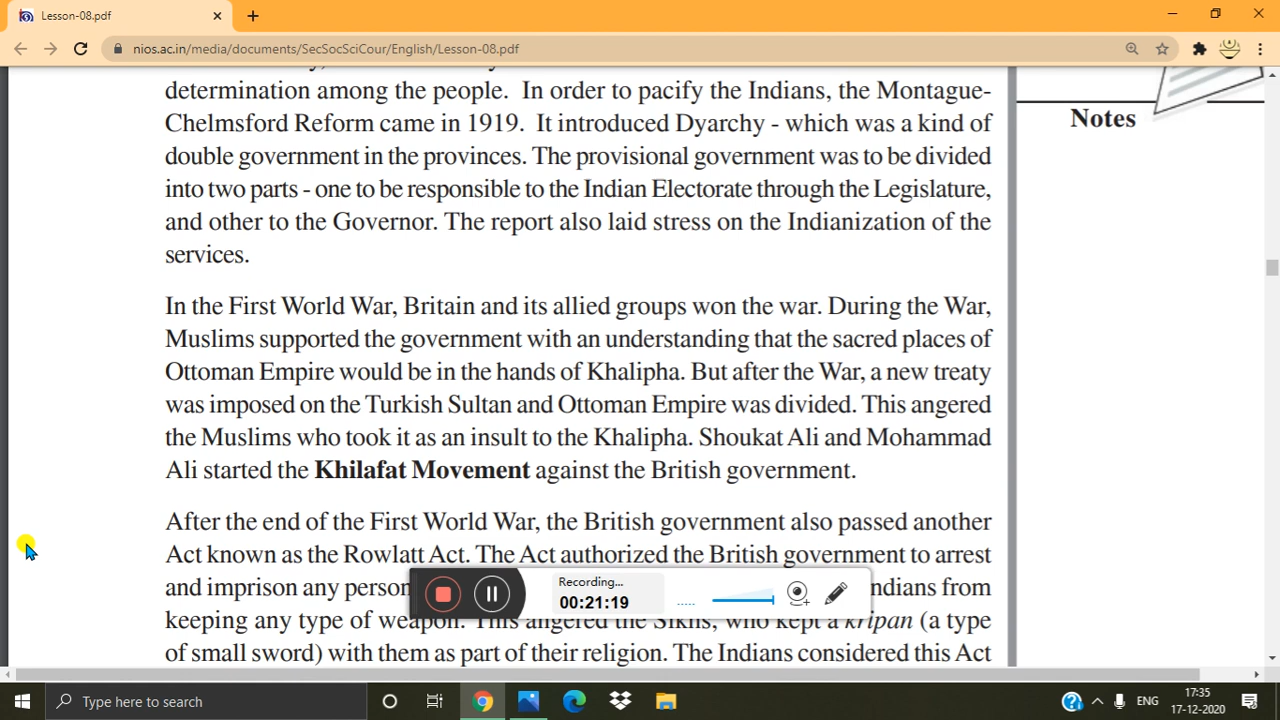 Lesson-08.pdf
nios.ac.in/media/documents/SecSocSciCour/English/Lesson-08.pdf
determination among the people. In order to pacify the Indians, the Montague-
Chelmsford Reform came in 1919. It introduced Dyarchy - which was a kind of
double government in the provinces. The provisional government was to be divided
into two parts - one to be responsible to the Indian Electorate through the Legislature,
and other to the Governor. The report also laid stress on the Indianization of the
services.
Notes
In the First World War, Britain and its allied groups won the war. During the War,
Muslims supported the government with an understanding that the sacred places of
Ottoman Empire would be in the hands of Khalipha. But after the War, a new treaty
was imposed on the Turkish Sultan and Ottoman Empire was divided. This angered
the Muslims who took it as an insult to the Khalipha. Shoukat Ali and Mohammad
Ali started the Khilafat Movement against the British government.
After the end of the First World War, the British government also passed another
Act known as the Rowlatt Act. The Act authorized the British government to arrest
and imprison any person ndians from
keeping any type of weapon. This angered the Sikhs, who kept a kripan (a type
of small sword) with them as part of their religion. The Indians considered this Act
Recording...
00:21:19
Type here to search
ENG
17:35
17-12-2020